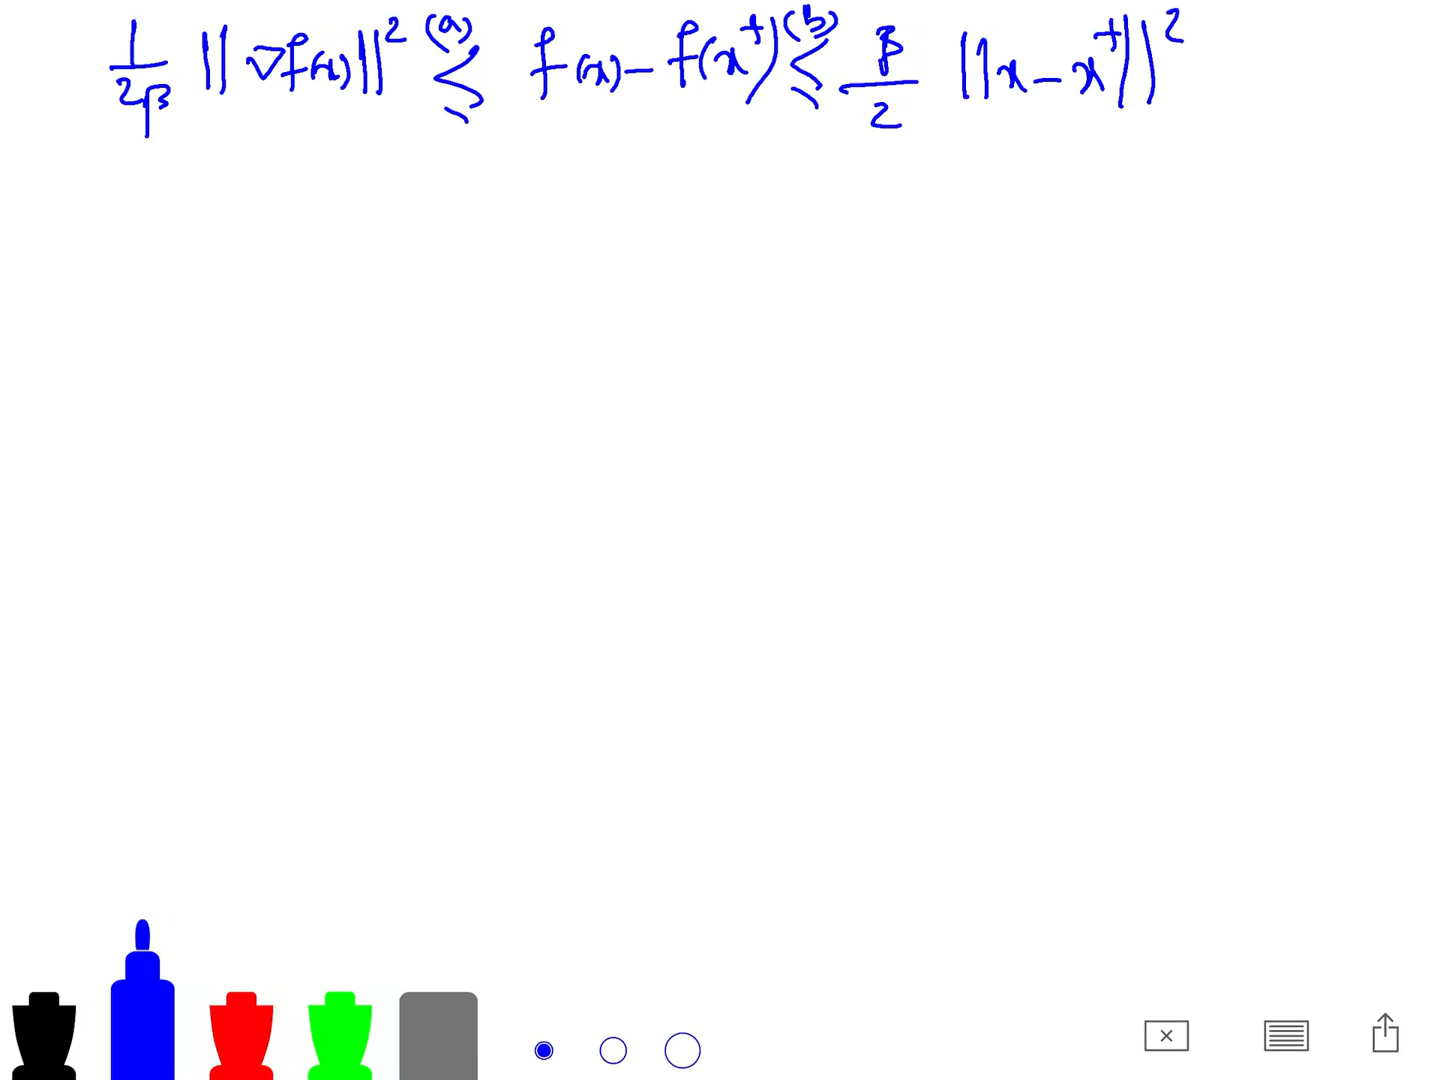 1/2β ||∇f(x)||² ≤ (a) f(x) − f(x⁺) ≤ (b) β/2 ||x − x⁺||²